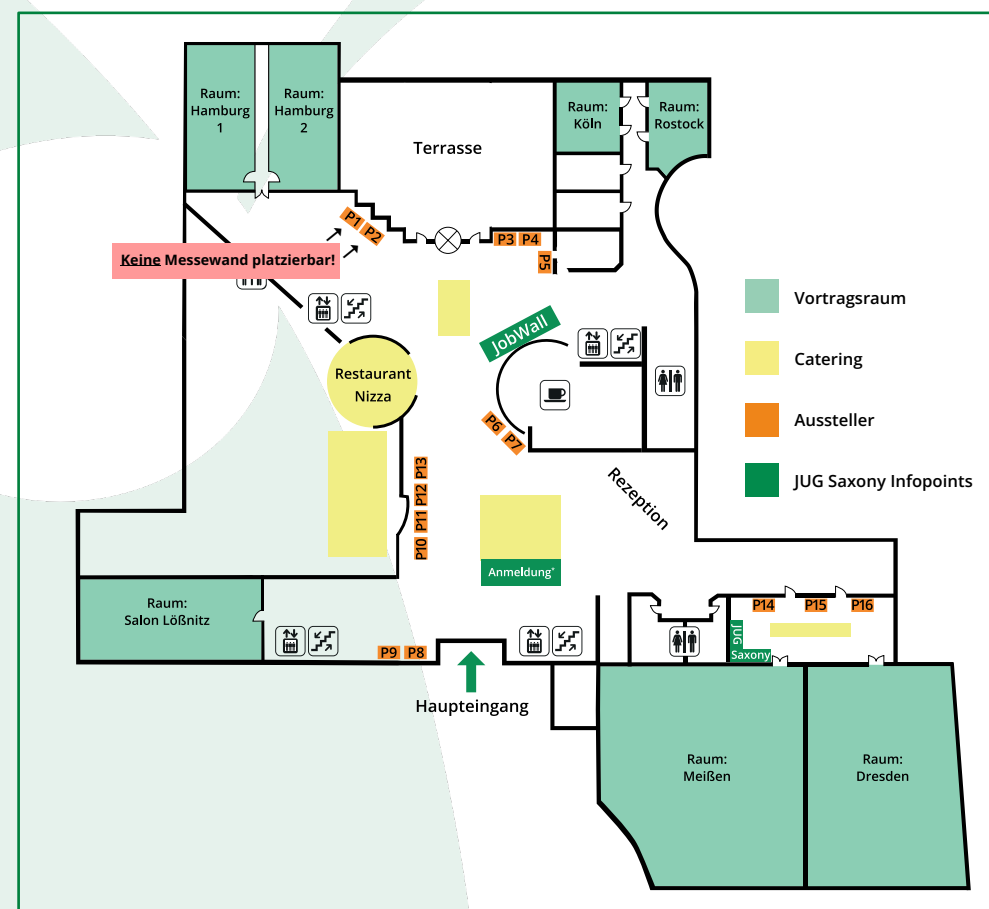 Raum:
Hamburg
1
Raum:
Hamburg
2
Terrasse
Raum:
Köln
Raum:
Rostock
P1
P2
P3
P4
P5
Keine Messewand platzierbar!
JobWall
Restaurant
Nizza
P6
P7
Vortragsraum
Catering
Aussteller
JUG Saxony Infopoints
P13
P12
P11
P10
Rezeption
Anmeldung*
Raum:
Salon Lößnitz
P9
P8
Haupteingang
P14
P15
P16
JUG
Saxony
Raum:
Meißen
Raum:
Dresden